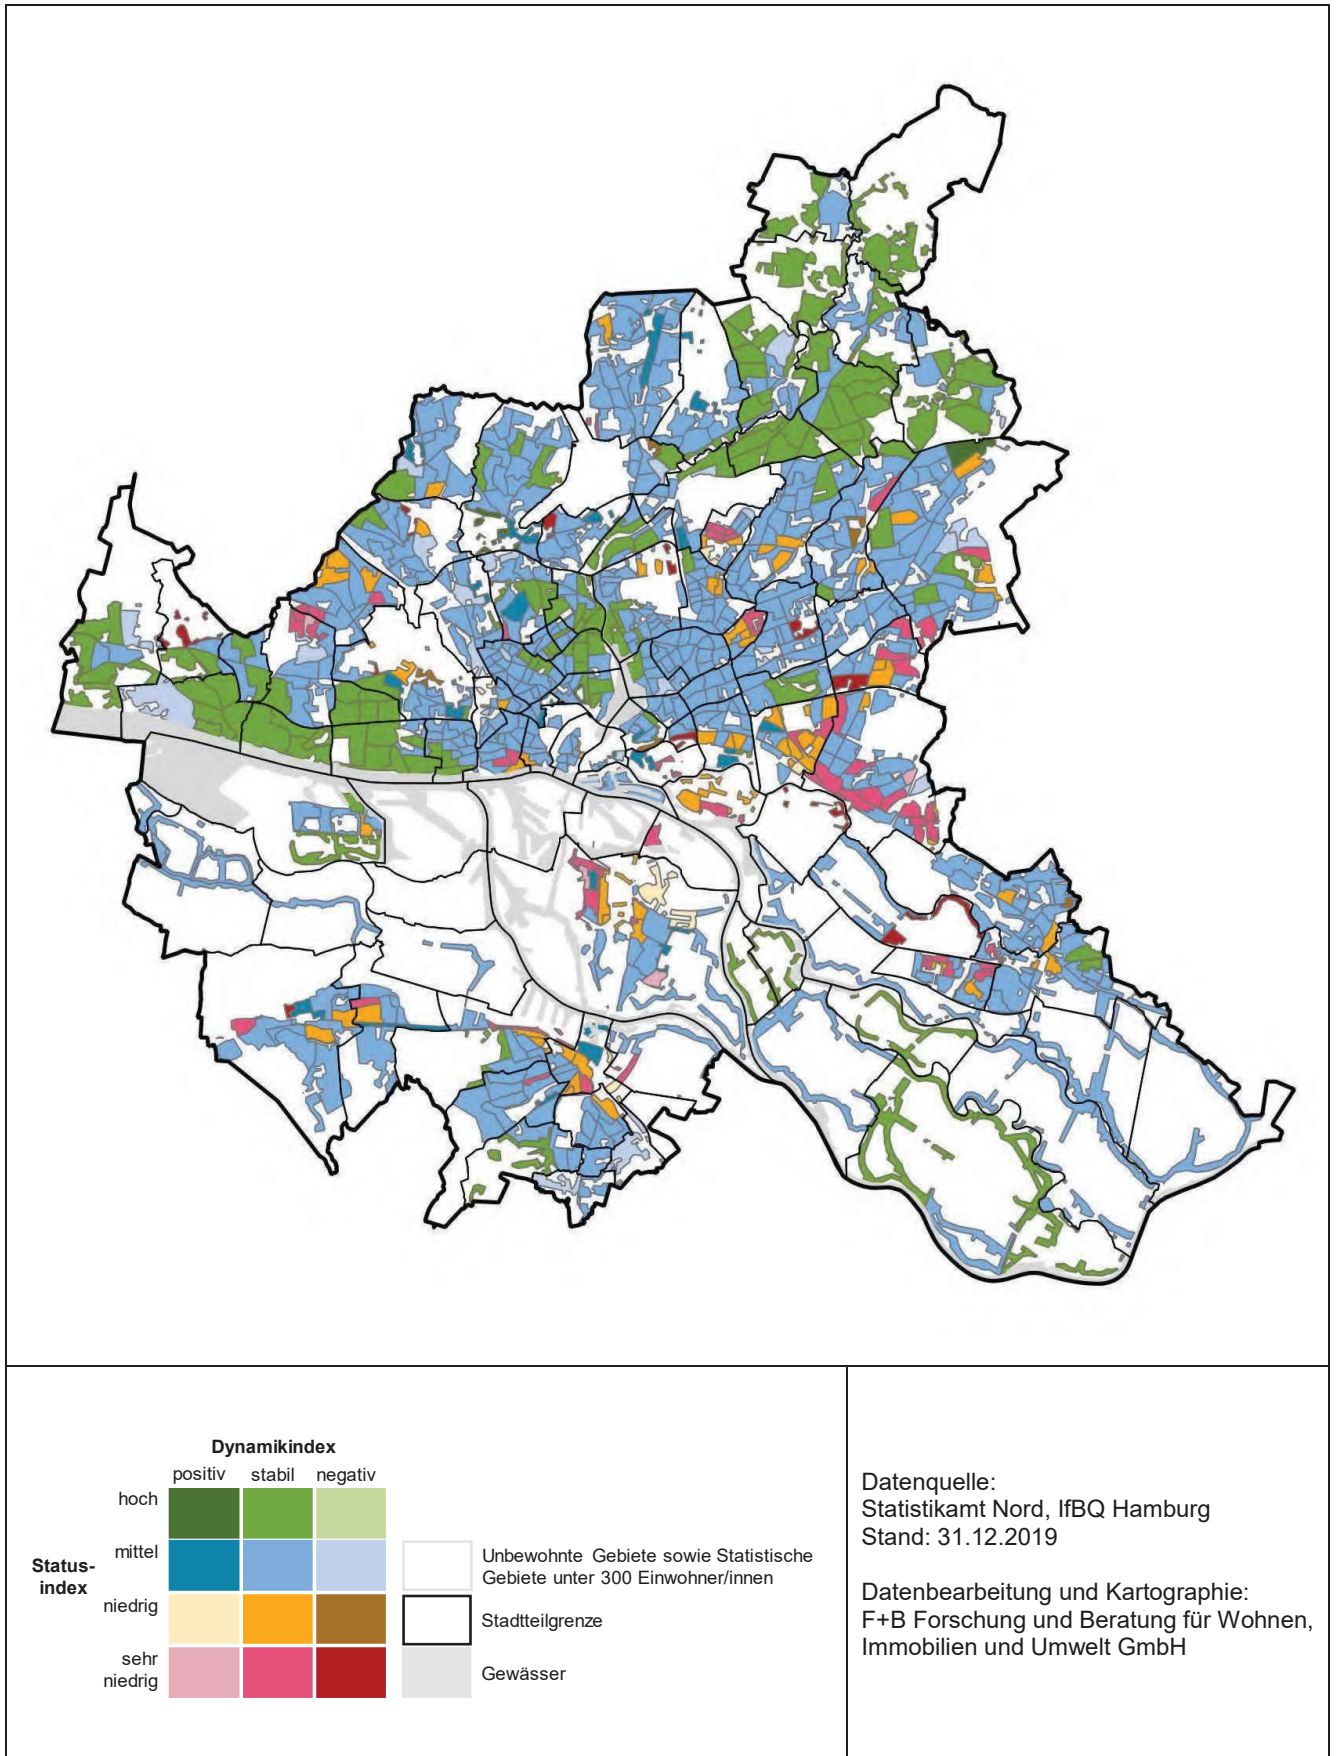 Dynamikindex
positiv stabil negativ
hoch
mittel
Status-
index
niedrig
sehr
niedrig
Unbewohnte Gebiete sowie Statistische
Gebiete unter 300 Einwohner/innen
Stadtteilgrenze
Gewässer
Datenquelle:
Statistikamt Nord, IfBQ Hamburg
Stand: 31.12.2019
Datenbearbeitung und Kartographie:
F+B Forschung und Beratung für Wohnen,
Immobilien und Umwelt GmbH